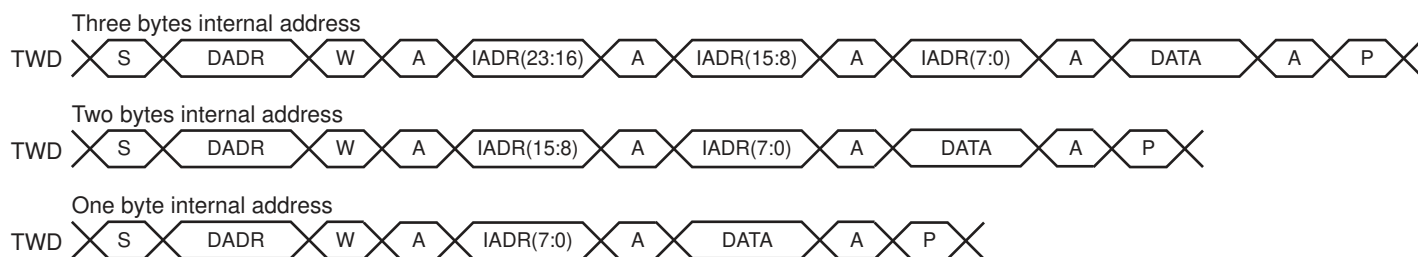 Three bytes internal address
TWD S DADR W A IADR(23:16) A IADR(15:8) A IADR(7:0) A DATA A P
Two bytes internal address
TWD S DADR W A IADR(15:8) A IADR(7:0) A DATA A P
One byte internal address
TWD S DADR W A IADR(7:0) A DATA A P